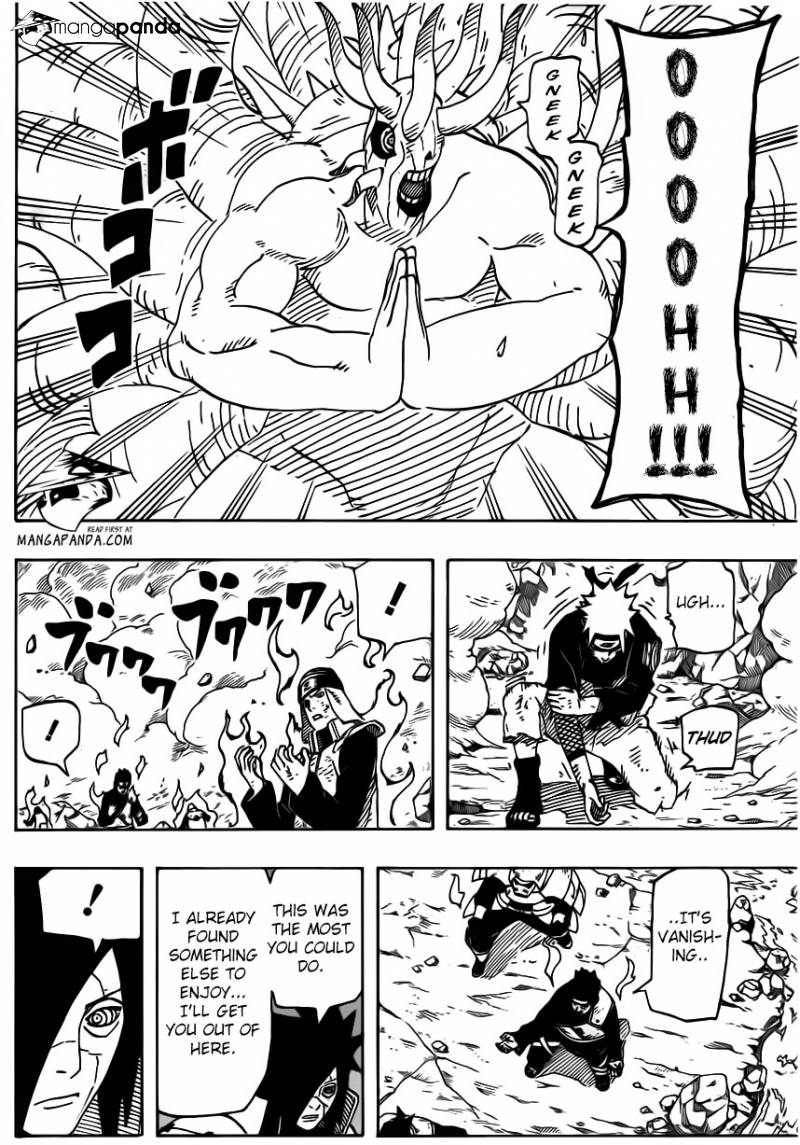 mangapanda
OOOOHH!!!
GNEEK
GNEEK
ボコココ
READ FIRST AT
MANGAPANDA.COM
UGH...
THUD
!
ブワワワ
ブワワワ
!
..IT'S
VANISH-
ING..
THIS WAS
THE MOST
YOU COULD
DO.
I ALREADY
FOUND
SOMETHING
ELSE TO
ENJOY...
I'LL GET
YOU OUT OF
HERE.
!